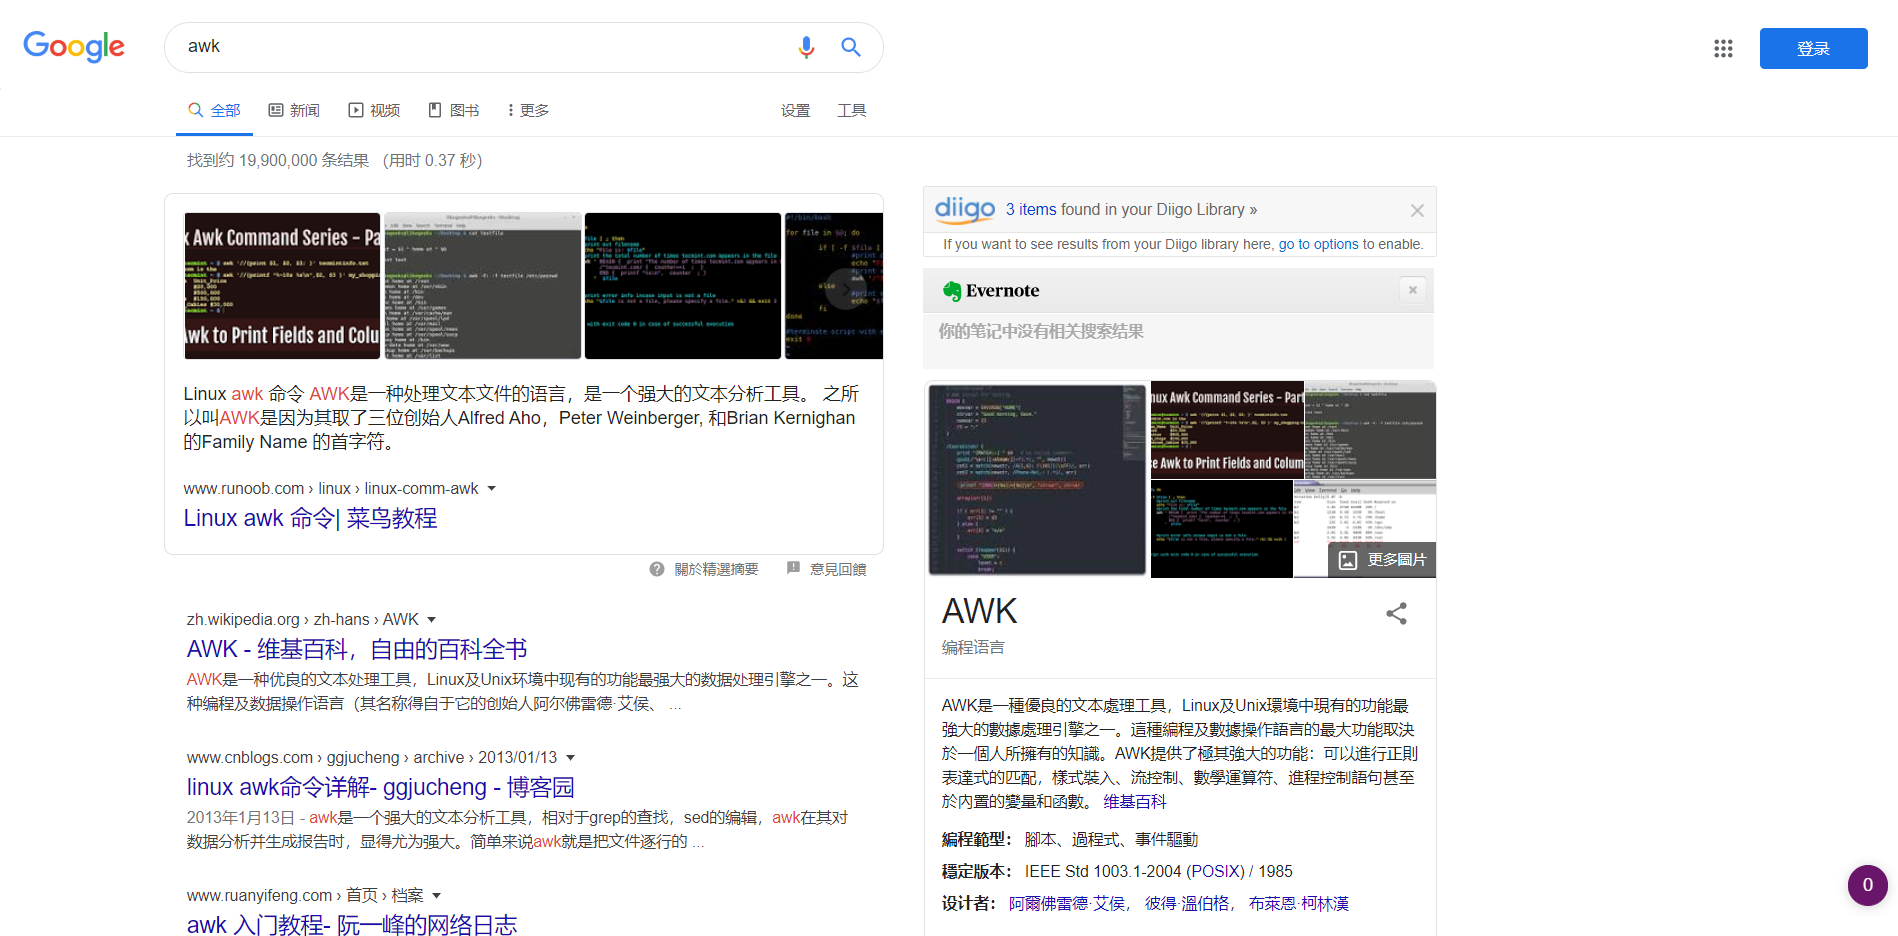 Google
awk
登录
全部
新闻
视频
图书
更多
设置
工具
找到约 19,900,000 条结果 （用时 0.37 秒）
Linux awk 命令 AWK是一种处理文本文件的语言，是一个强大的文本分析工具。 之所
以叫AWK是因为其取了三位创始人Alfred Aho，Peter Weinberger, 和Brian Kernighan
的Family Name 的首字符。
www.runoob.com › linux › linux-comm-awk
Linux awk 命令| 菜鸟教程
關於精選摘要
意見回饋
zh.wikipedia.org › zh-hans › AWK
AWK - 维基百科，自由的百科全书
AWK是一种优良的文本处理工具，Linux及Unix环境中现有的功能最强大的数据处理引擎之一。这
种编程及数据操作语言（其名称得自于它的创始人阿尔佛雷德·艾侯、 ...
www.cnblogs.com › ggjucheng › archive › 2013/01/13
linux awk命令详解- ggjucheng - 博客园
2013年1月13日 - awk是一个强大的文本分析工具，相对于grep的查找，sed的编辑，awk在其对
数据分析并生成报告时，显得尤为强大。简单来说awk就是把文件逐行的 ...
www.ruanyifeng.com › 首页 › 档案
awk 入门教程- 阮一峰的网络日志
diigo
3 items found in your Diigo Library »
If you want to see results from your Diigo library here, go to options to enable.
Evernote
你的笔记中没有相关搜索结果
更多圖片
AWK
编程语言
AWK是一種優良的文本處理工具，Linux及Unix環境中現有的功能最
強大的數據處理引擎之一。這種編程及數據操作語言的最大功能取決
於一個人所擁有的知識。AWK提供了極其強大的功能：可以進行正則
表達式的匹配，樣式裝入、流控制、數學運算符、進程控制語句甚至
於內置的變量和函數。 维基百科
編程範型： 腳本、過程式、事件驅動
穩定版本： IEEE Std 1003.1-2004 (POSIX) / 1985
设计者： 阿爾佛雷德·艾侯， 彼得·溫伯格， 布萊恩·柯林漢
0